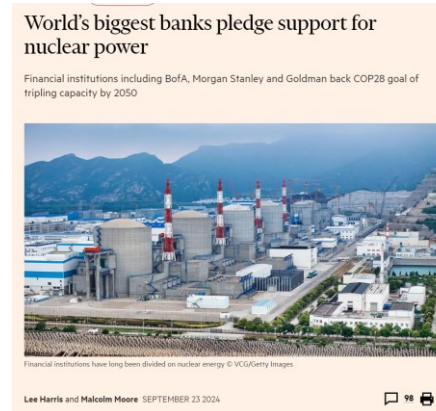 World's biggest banks pledge support for
nuclear power
Financial institutions including BofA, Morgan Stanley and Goldman back COP28 goal of
tripling capacity by 2050
Financial institutions have long been divided on nuclear energy © VCG/Getty Images
Lee Harris and Malcolm Moore SEPTEMBER 23 2024
98